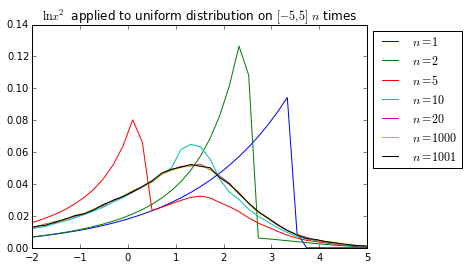 ln x² applied to uniform distribution on [−5,5] n times
0.14
0.12
0.10
0.08
0.06
0.04
0.02
0.00
−2 −1 0 1 2 3 4 5
n=1
n=2
n=5
n=10
n=20
n=1000
n=1001